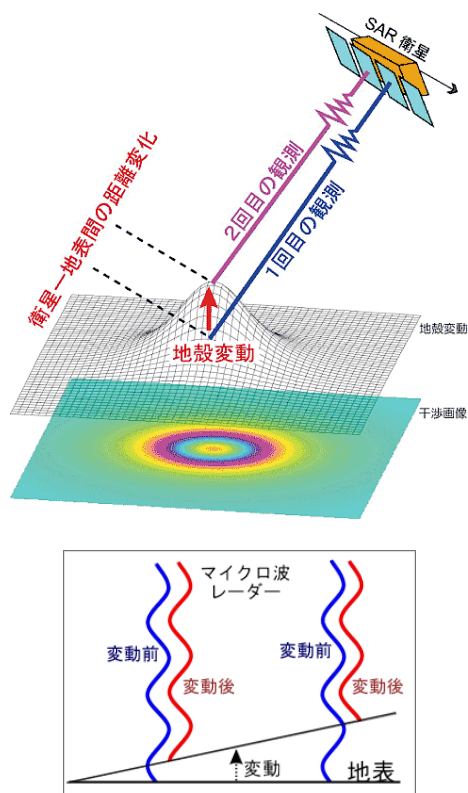 SAR 衛星
2回目の観測
1回目の観測
衛星ー地表間の距離変化
地殻変動
地殻変動
干渉画像
マイクロ波
レーダー
変動前
変動後
変動前
変動後
変動
地表